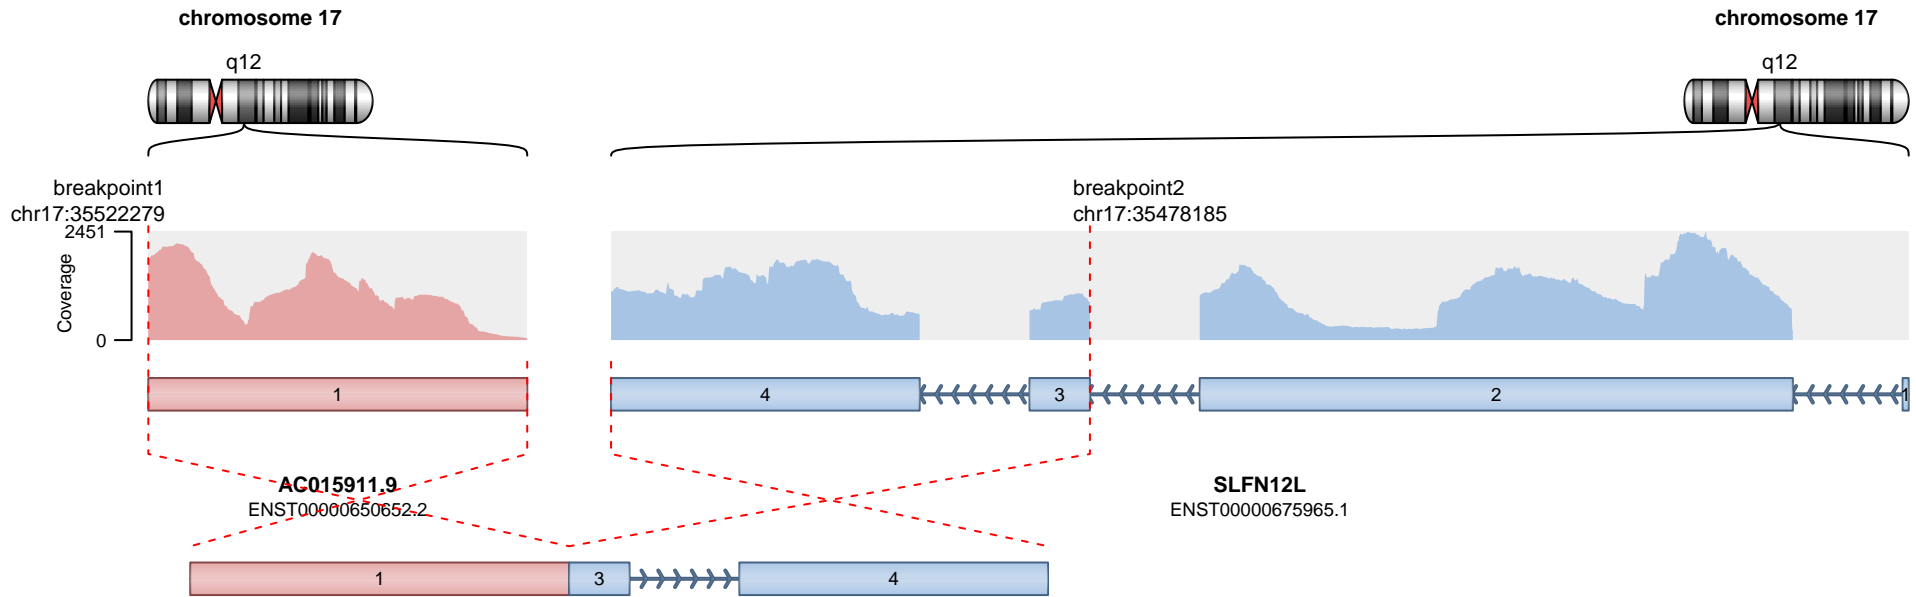 chromosome 17
chromosome 17
q12
q12
breakpoint1
chr17:35522279
breakpoint2
chr17:35478185
2451
Coverage
0
1
4
3
2
1
AC015911.9
ENST00000650652.2
SLFN12L
ENST00000675965.1
1
3
4